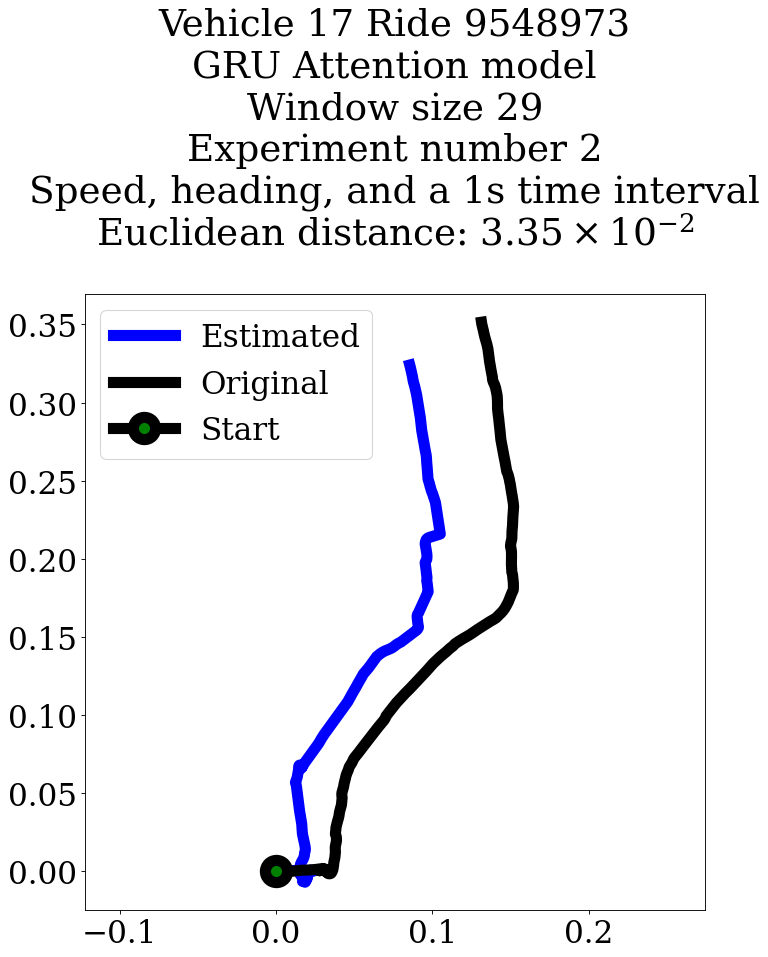 Vehicle 17 Ride 9548973
GRU Attention model
Window size 29
Experiment number 2
Speed, heading, and a 1s time interval
Euclidean distance: 3.35 × 10⁻²
Estimated
Original
Start
0.35
0.30
0.25
0.20
0.15
0.10
0.05
0.00
−0.1 0.0 0.1 0.2